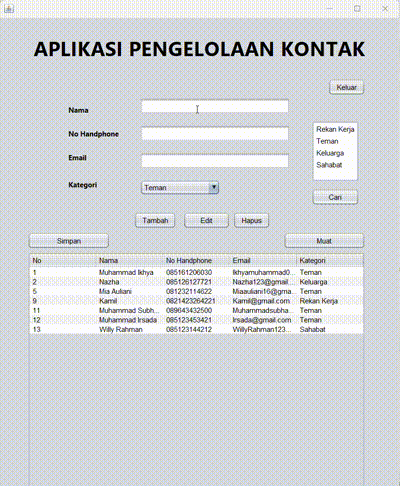 APLIKASI PENGELOLAAN KONTAK
Keluar
Nama
No Handphone
Email
Kategori
Teman
Rekan Kerja
Teman
Keluarga
Sahabat
Cari
Tambah Edit Hapus
Simpan Muat
No Nama No Handphone Email Kategori
1 Muhammad Ikhya 085161206030 Ikhyamuhammad0... Teman
2 Nazha 085126127721 Nazha123@gmail.... Keluarga
5 Mia Auliani 081232114622 Miaauliani16@gma... Teman
9 Kamil 0821423264221 Kamil@gmail.com Rekan Kerja
11 Muhammad Subh... 089643432500 Muhammadsubha... Teman
12 Muhammad Irsada 085123453421 Irsada@gmail.com Teman
13 Willy Rahman 085123144212 WillyRahman123... Sahabat